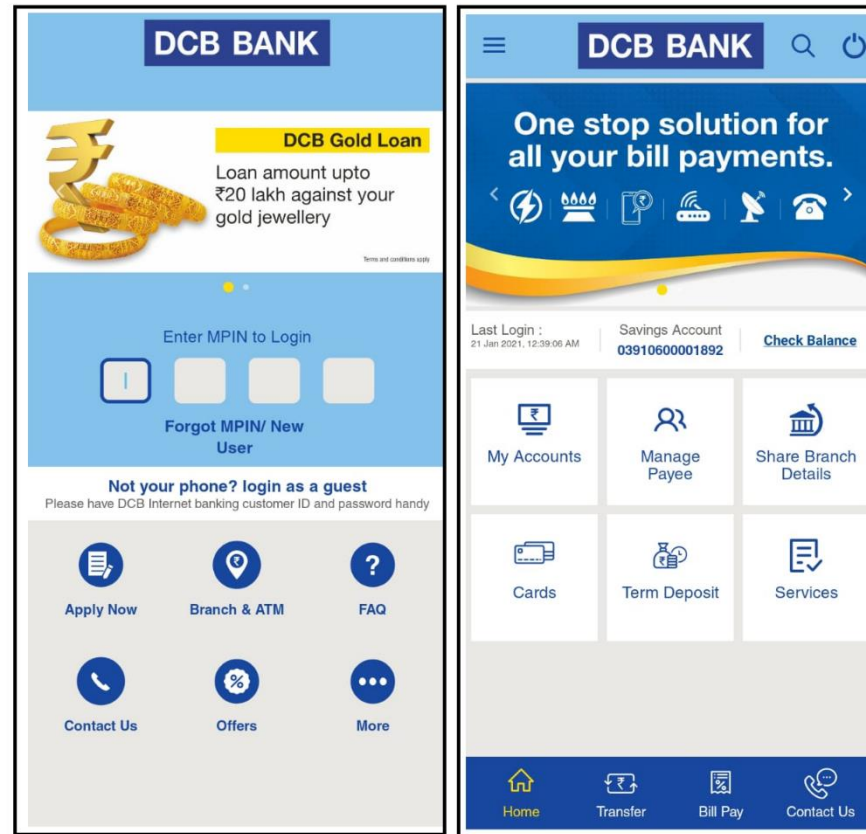 DCB BANK
DCB Gold Loan
Loan amount upto
₹20 lakh against your
gold jewellery
Terms and conditions apply
Enter MPIN to Login
Forgot MPIN/ New
User
Not your phone? login as a guest
Please have DCB Internet banking customer ID and password handy
Apply Now
Branch & ATM
FAQ
Contact Us
Offers
More
DCB BANK
One stop solution for
all your bill payments.
Last Login :
21 Jan 2021, 12:39:06 AM
Savings Account
03910600001892
Check Balance
My Accounts
Manage
Payee
Share Branch
Details
Cards
Term Deposit
Services
Home
Transfer
Bill Pay
Contact Us